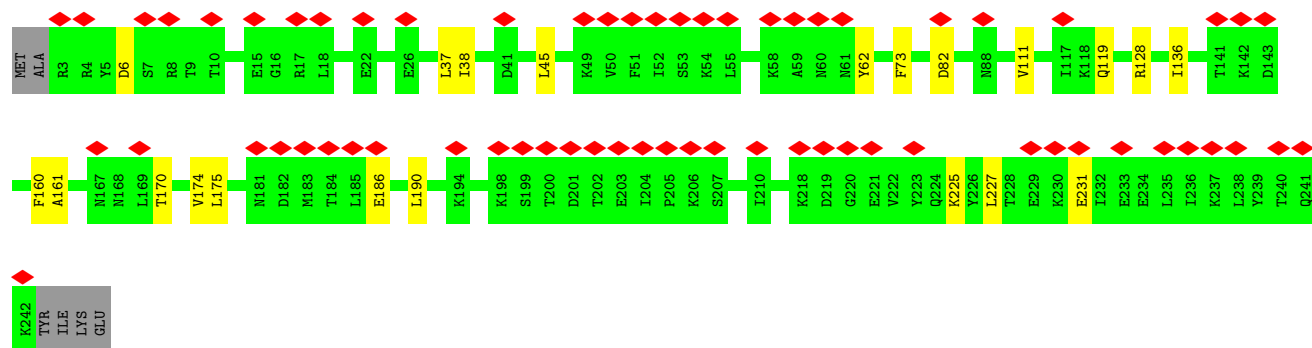 MET ALA R3 R4 Y5 D6 S7 R8 T9 T10 E15 G16 R17 L18 E22 E26 L37 I38 D41 L45 K49 V50 F51 I52 S53 K54 L55 K58 A59 N60 N61 Y62 F73 D82 N88 V111 I117 K118 Q119 R128 I136 T141 K142 D143
F160 A161 N167 N168 L169 T170 V174 L175 N181 D182 M183 T184 L185 E186 L190 K194 K198 S199 T200 D201 T202 E203 I204 P205 K206 S207 I210 K218 D219 G220 E221 V222 Y223 Q224 K225 Y226 L227 T228 E229 K230 E231 I232 E233 E234 L235 I236 K237 L238 Y239 T240 Q241
K242 TYR ILE LYS GLU